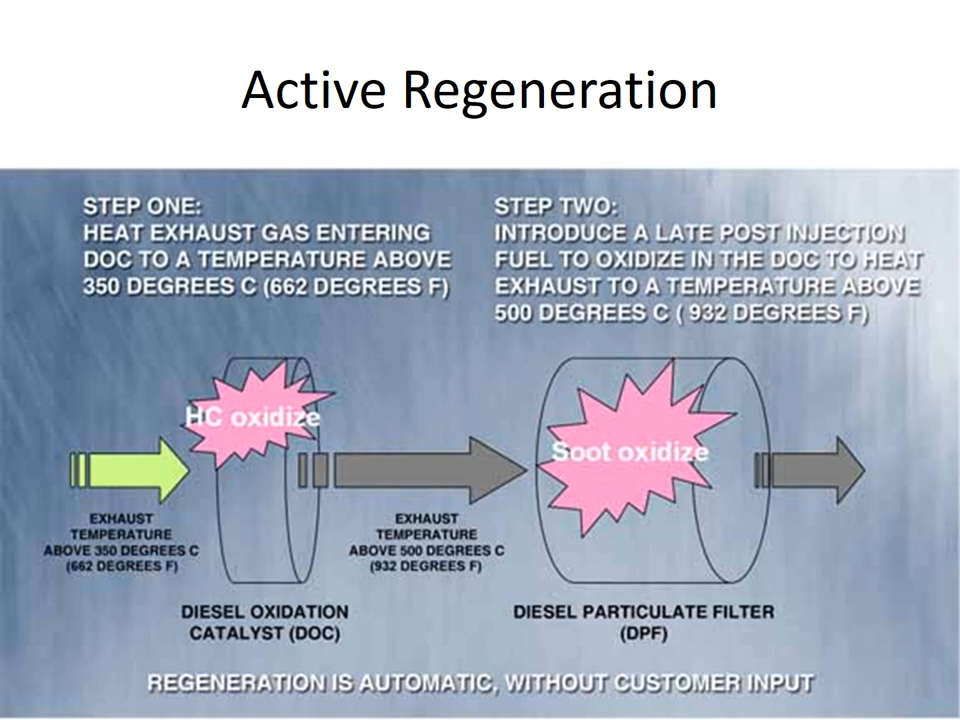 Active Regeneration
STEP ONE:
HEAT EXHAUST GAS ENTERING
DOC TO A TEMPERATURE ABOVE
350 DEGREES C (662 DEGREES F)
STEP TWO:
INTRODUCE A LATE POST INJECTION
FUEL TO OXIDIZE IN THE DOC TO HEAT
EXHAUST TO A TEMPERATURE ABOVE
500 DEGREES C ( 932 DEGREES F)
HC oxidize
Soot oxidize
EXHAUST
TEMPERATURE
ABOVE 350 DEGREES C
(662 DEGREES F)
EXHAUST
TEMPERATURE
ABOVE 500 DEGREES C
(932 DEGREES F)
DIESEL OXIDATION
CATALYST (DOC)
DIESEL PARTICULATE FILTER
(DPF)
REGENERATION IS AUTOMATIC, WITHOUT CUSTOMER INPUT